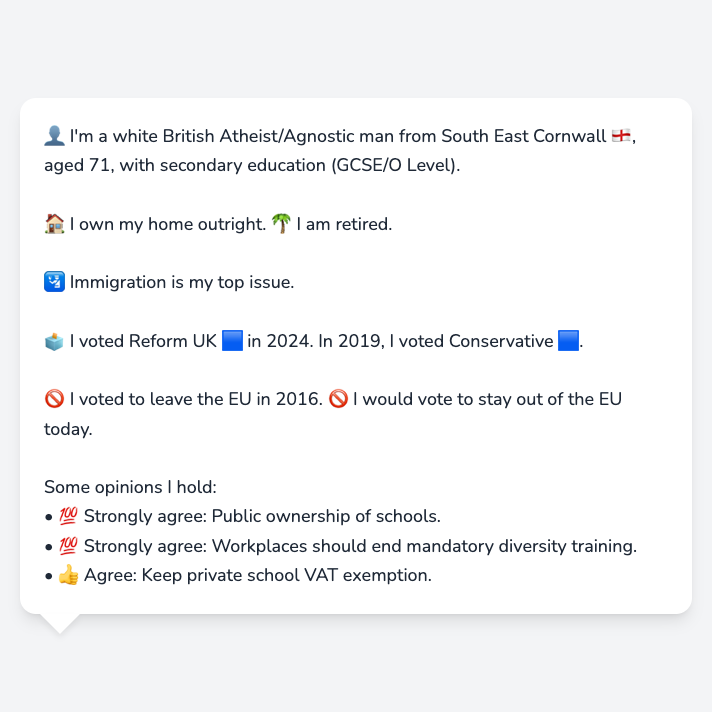 👤 I'm a white British Atheist/Agnostic man from South East Cornwall 🏴󠁧󠁢󠁥󠁮󠁧󠁿,
aged 71, with secondary education (GCSE/O Level).
🏠 I own my home outright. 🌴 I am retired.
🛂 Immigration is my top issue.
🗳️ I voted Reform UK 🟦 in 2024. In 2019, I voted Conservative 🟦.
🚫 I voted to leave the EU in 2016. 🚫 I would vote to stay out of the EU
today.
Some opinions I hold:
• 💯 Strongly agree: Public ownership of schools.
• 💯 Strongly agree: Workplaces should end mandatory diversity training.
• 👍 Agree: Keep private school VAT exemption.